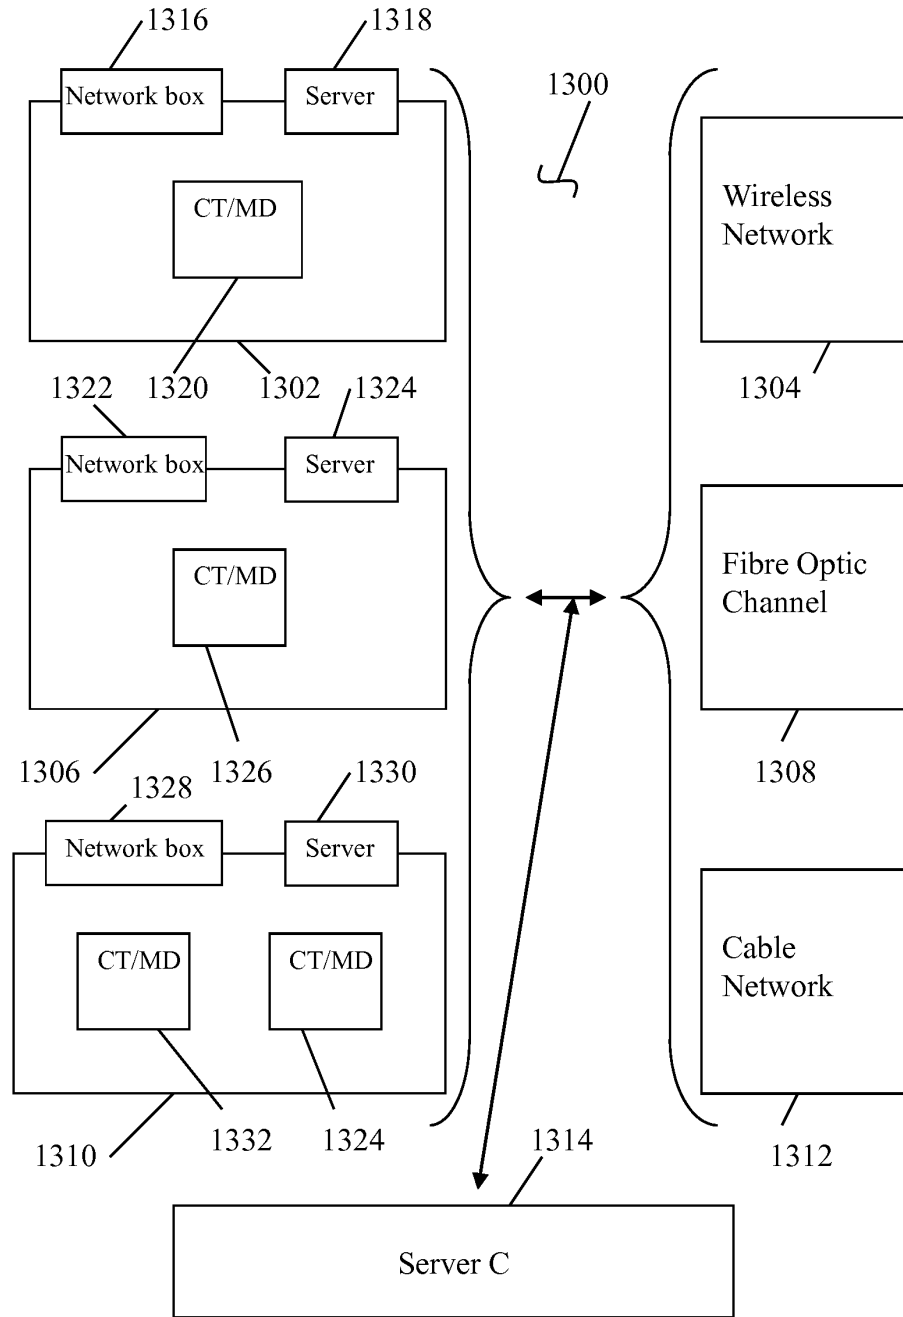 1316
1318
Network box
Server
1300
CT/MD
Wireless
Network
1320
1302
1304
1322
1324
Network box
Server
CT/MD
Fibre Optic
Channel
1306
1326
1308
1328
1330
Network box
Server
CT/MD
CT/MD
Cable
Network
1310
1332
1324
1314
1312
Server C